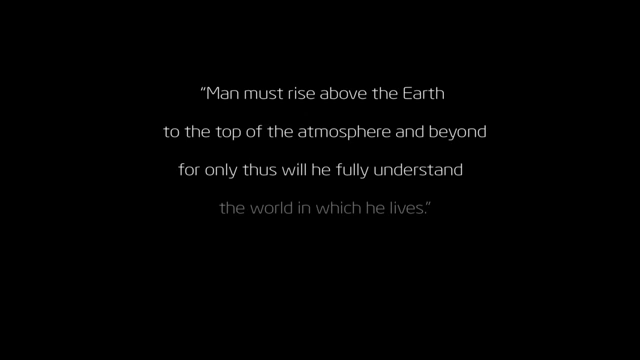 “Man must rise above the Earth
to the top of the atmosphere and beyond
for only thus will he fully understand
the world in which he lives.”